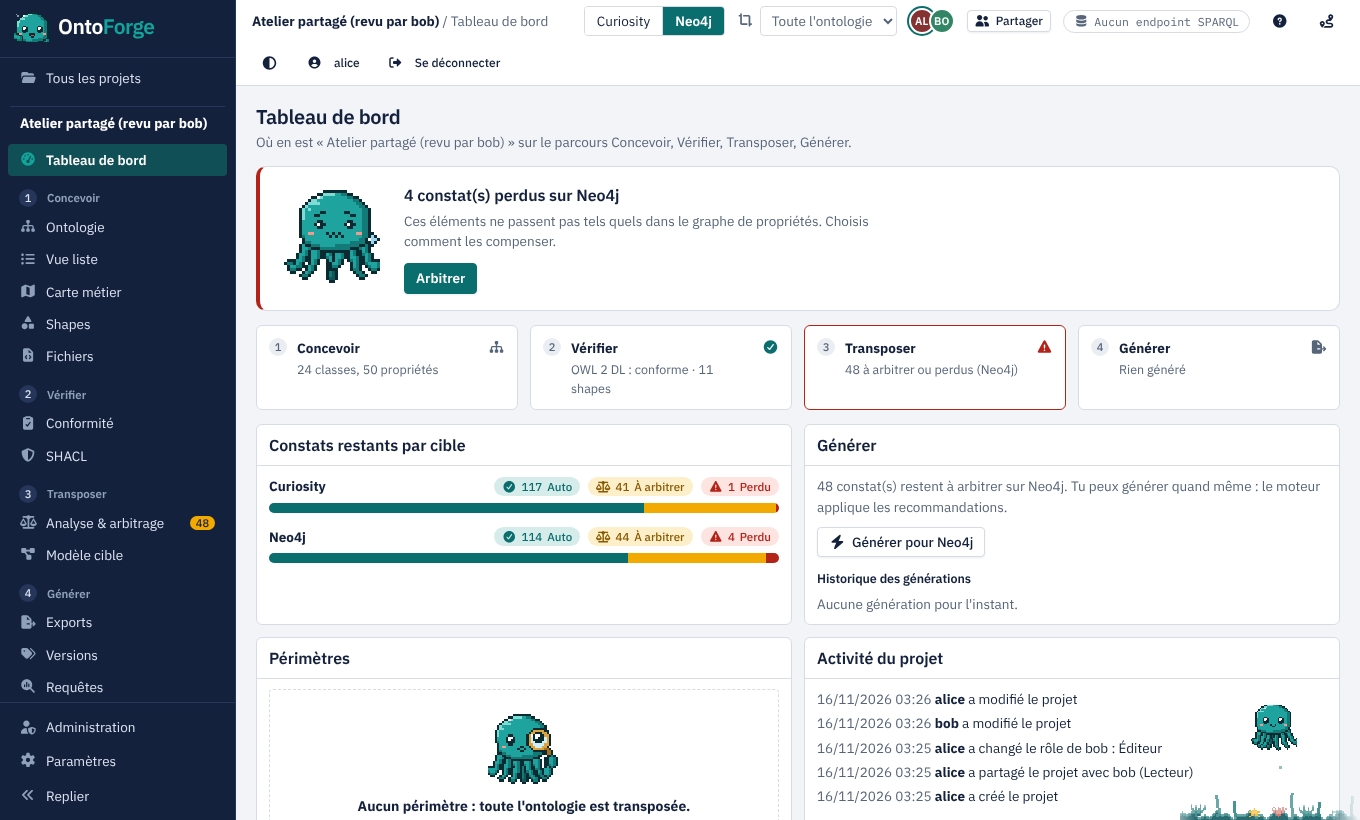 OntoForge
Tous les projets
Atelier partagé (revu par bob)
Tableau de bord
1 Concevoir
Ontologie
Vue liste
Carte métier
Shapes
Fichiers
2 Vérifier
Conformité
SHACL
3 Transposer
Analyse & arbitrage 48
Modèle cible
4 Générer
Exports
Versions
Requêtes
Administration
Paramètres
Replier
Atelier partagé (revu par bob) / Tableau de bord
Curiosity Neo4j
Toute l'ontologie
AL BO
Partager
Aucun endpoint SPARQL
alice
Se déconnecter
Tableau de bord
Où en est « Atelier partagé (revu par bob) » sur le parcours Concevoir, Vérifier, Transposer, Générer.
4 constat(s) perdus sur Neo4j
Ces éléments ne passent pas tels quels dans le graphe de propriétés. Choisis
comment les compenser.
Arbitrer
1 Concevoir
24 classes, 50 propriétés
2 Vérifier
OWL 2 DL : conforme · 11
shapes
3 Transposer
48 à arbitrer ou perdus (Neo4j)
4 Générer
Rien généré
Constats restants par cible
Curiosity 117 Auto 41 À arbitrer 1 Perdu
Neo4j 114 Auto 44 À arbitrer 4 Perdu
Générer
48 constat(s) restent à arbitrer sur Neo4j. Tu peux générer quand même : le moteur
applique les recommandations.
Générer pour Neo4j
Historique des générations
Aucune génération pour l'instant.
Périmètres
Aucun périmètre : toute l'ontologie est transposée.
Activité du projet
16/11/2026 03:26 alice a modifié le projet
16/11/2026 03:26 bob a modifié le projet
16/11/2026 03:25 alice a changé le rôle de bob : Éditeur
16/11/2026 03:25 alice a partagé le projet avec bob (Lecteur)
16/11/2026 03:25 alice a créé le projet